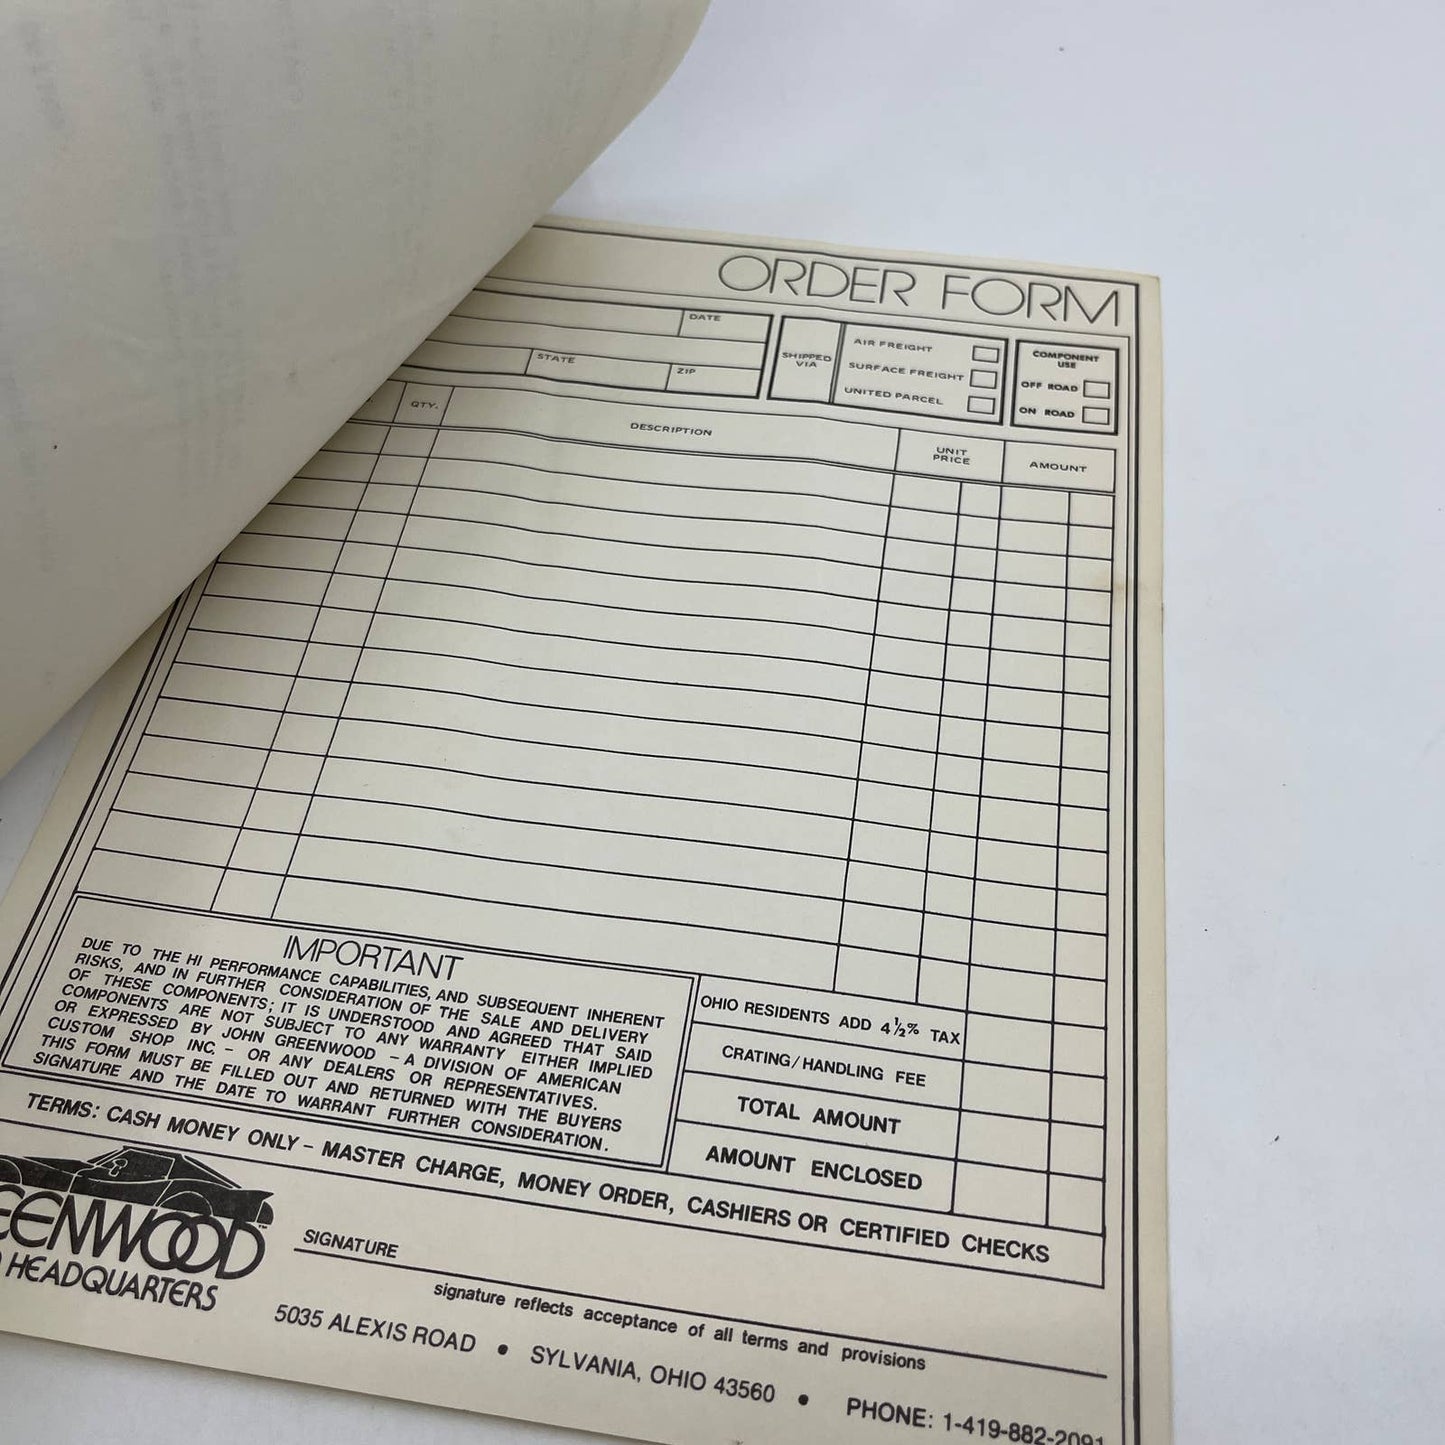 ORDER FORM
DATE
STATE
ZIP
SHIPPED
VIA
AIR FREIGHT
SURFACE FREIGHT
UNITED PARCEL
COMPONENT
USE
OFF ROAD
ON ROAD
QTY.
DESCRIPTION
UNIT
PRICE
AMOUNT
IMPORTANT
DUE TO THE HI PERFORMANCE CAPABILITIES, AND SUBSEQUENT INHERENT
RISKS, AND IN FURTHER CONSIDERATION OF THE SALE AND DELIVERY
OF THESE COMPONENTS; IT IS UNDERSTOOD AND AGREED THAT SAID
COMPONENTS ARE NOT SUBJECT TO ANY WARRANTY EITHER IMPLIED
OR EXPRESSED BY JOHN GREENWOOD - A DIVISION OF AMERICAN
CUSTOM SHOP INC. - OR ANY DEALERS OR REPRESENTATIVES.
THIS FORM MUST BE FILLED OUT AND RETURNED WITH THE BUYERS
SIGNATURE AND THE DATE TO WARRANT FURTHER CONSIDERATION.
OHIO RESIDENTS ADD 4½% TAX
CRATING/HANDLING FEE
TOTAL AMOUNT
AMOUNT ENCLOSED
TERMS: CASH MONEY ONLY - MASTER CHARGE, MONEY ORDER, CASHIERS OR CERTIFIED CHECKS
EENWOOD TM
HEADQUARTERS
SIGNATURE
signature reflects acceptance of all terms and provisions
5035 ALEXIS ROAD • SYLVANIA, OHIO 43560 • PHONE: 1-419-882-2091